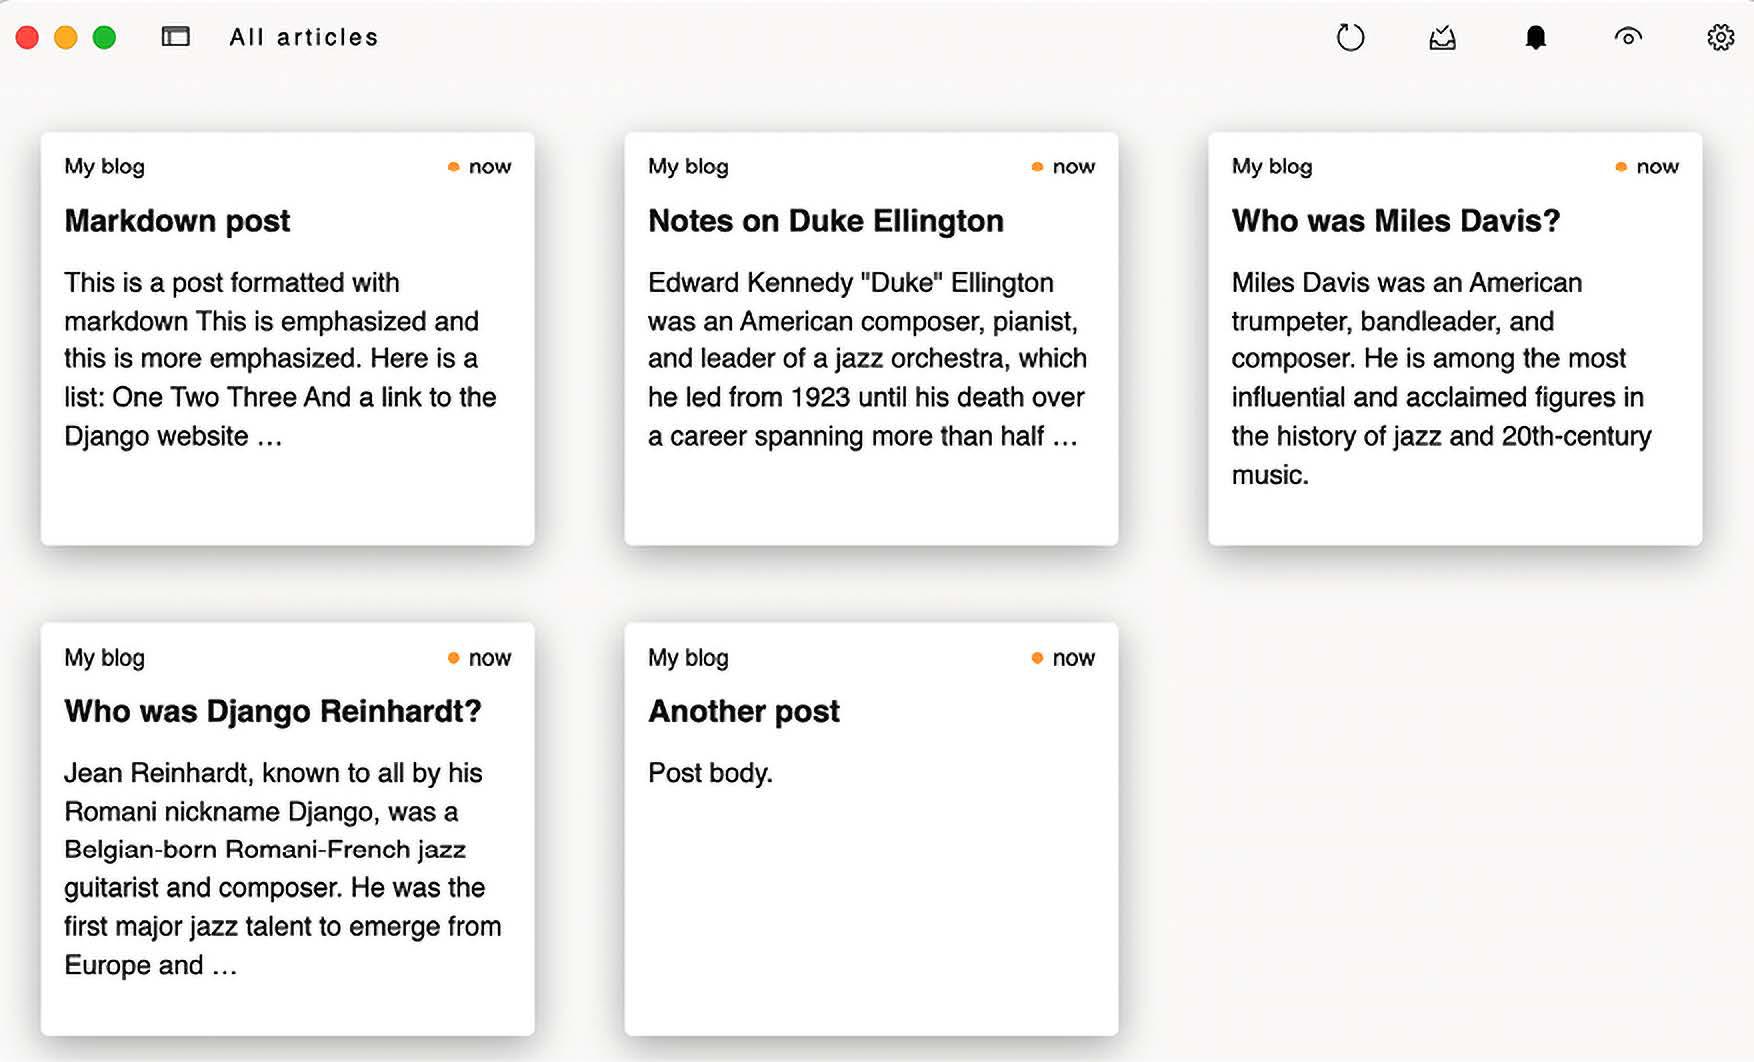 All articles
My blog
now
Markdown post
This is a post formatted with
markdown This is emphasized and
this is more emphasized. Here is a
list: One Two Three And a link to the
Django website …
My blog
now
Notes on Duke Ellington
Edward Kennedy "Duke" Ellington
was an American composer, pianist,
and leader of a jazz orchestra, which
he led from 1923 until his death over
a career spanning more than half …
My blog
now
Who was Miles Davis?
Miles Davis was an American
trumpeter, bandleader, and
composer. He is among the most
influential and acclaimed figures in
the history of jazz and 20th-century
music.
My blog
now
Who was Django Reinhardt?
Jean Reinhardt, known to all by his
Romani nickname Django, was a
Belgian-born Romani-French jazz
guitarist and composer. He was the
first major jazz talent to emerge from
Europe and …
My blog
now
Another post
Post body.